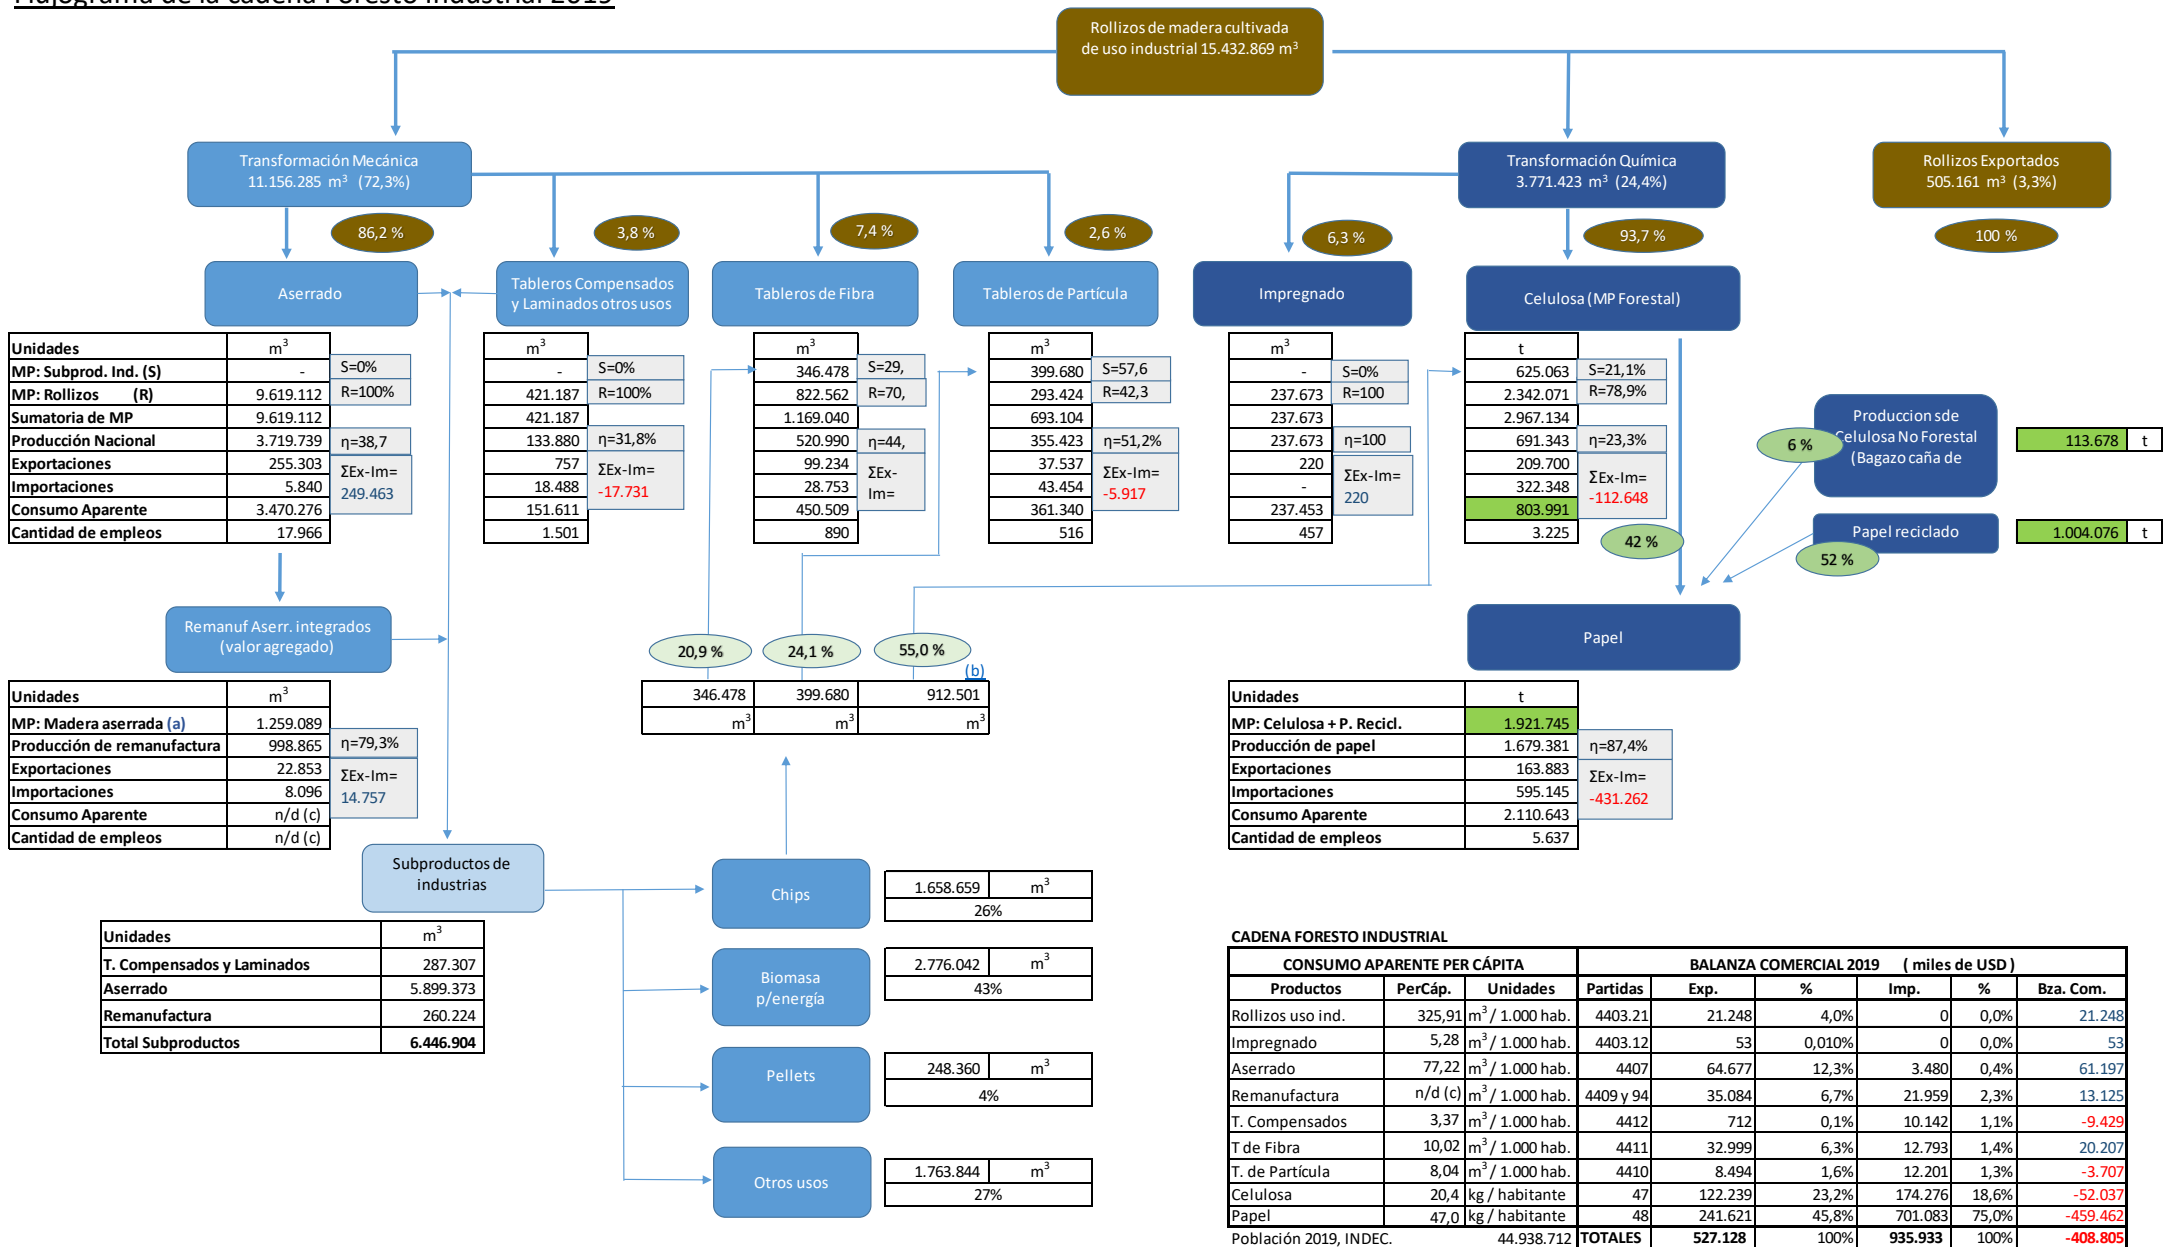 Flujograma de la cadena Foresto Industrial 2019
Rollizos de madera cultivada
de uso industrial 15.432.869 m³
Transformación Mecánica
11.156.285 m³ (72,3%)
Transformación Química
3.771.423 m³ (24,4%)
Rollizos Exportados
505.161 m³ (3,3%)
86,2 %
3,8 %
7,4 %
2,6 %
6,3 %
93,7 %
100 %
Aserrado
Tableros Compensados
y Laminados otros usos
Tableros de Fibra
Tableros de Partícula
Impregnado
Celulosa (MP Forestal)
Unidades m³
MP: Subprod. Ind. (S) -
MP: Rollizos (R) 9.619.112
Sumatoria de MP 9.619.112
Producción Nacional 3.719.739
Exportaciones 255.303
Importaciones 5.840
Consumo Aparente 3.470.276
Cantidad de empleos 17.966
S=0%
R=100%
η=38,7
ΣEx-Im=
249.463
m³
-
421.187
421.187
133.880
757
18.488
151.611
1.501
S=0%
R=100%
η=31,8%
ΣEx-Im=
-17.731
m³
346.478
822.562
1.169.040
520.990
99.234
28.753
450.509
890
S=29,
R=70,
η=44,
ΣEx-
Im=
m³
399.680
293.424
693.104
355.423
37.537
43.454
361.340
516
S=57,6
R=42,3
η=51,2%
ΣEx-Im=
-5.917
m³
-
237.673
237.673
237.673
220
-
237.453
457
S=0%
R=100
η=100
ΣEx-Im=
220
t
625.063
2.342.071
2.967.134
691.343
209.700
322.348
803.991
3.225
S=21,1%
R=78,9%
η=23,3%
ΣEx-Im=
-112.648
Produccion sde
Celulosa No Forestal
(Bagazo caña de
6 %
113.678 t
Papel reciclado
1.004.076 t
42 %
52 %
Remanuf Aserr. integrados
(valor agregado)
Papel
20,9 %
24,1 %
55,0 %
(b)
346.478 399.680 912.501
m³ m³ m³
Unidades m³
MP: Madera aserrada (a) 1.259.089
Producción de remanufactura 998.865
Exportaciones 22.853
Importaciones 8.096
Consumo Aparente n/d (c)
Cantidad de empleos n/d (c)
η=79,3%
ΣEx-Im=
14.757
Unidades t
MP: Celulosa + P. Recicl. 1.921.745
Producción de papel 1.679.381
Exportaciones 163.883
Importaciones 595.145
Consumo Aparente 2.110.643
Cantidad de empleos 5.637
η=87,4%
ΣEx-Im=
-431.262
Subproductos de
industrias
Unidades m³
T. Compensados y Laminados 287.307
Aserrado 5.899.373
Remanufactura 260.224
Total Subproductos 6.446.904
Chips
1.658.659 m³
26%
Biomasa
p/energía
2.776.042 m³
43%
Pellets
248.360 m³
4%
Otros usos
1.763.844 m³
27%
CADENA FORESTO INDUSTRIAL
CONSUMO APARENTE PER CÁPITA BALANZA COMERCIAL 2019 ( miles de USD )
Productos PerCáp. Unidades Partidas Exp. % Imp. % Bza. Com.
Rollizos uso ind. 325,91 m³ / 1.000 hab. 4403.21 21.248 4,0% 0 0,0% 21.248
Impregnado 5,28 m³ / 1.000 hab. 4403.12 53 0,010% 0 0,0% 53
Aserrado 77,22 m³ / 1.000 hab. 4407 64.677 12,3% 3.480 0,4% 61.197
Remanufactura n/d (c) m³ / 1.000 hab. 4409 y 94 35.084 6,7% 21.959 2,3% 13.125
T. Compensados 3,37 m³ / 1.000 hab. 4412 712 0,1% 10.142 1,1% -9.429
T de Fibra 10,02 m³ / 1.000 hab. 4411 32.999 6,3% 12.793 1,4% 20.207
T. de Partícula 8,04 m³ / 1.000 hab. 4410 8.494 1,6% 12.201 1,3% -3.707
Celulosa 20,4 kg / habitante 47 122.239 23,2% 174.276 18,6% -52.037
Papel 47,0 kg / habitante 48 241.621 45,8% 701.083 75,0% -459.462
Población 2019, INDEC. 44.938.712 TOTALES 527.128 100% 935.933 100% -408.805